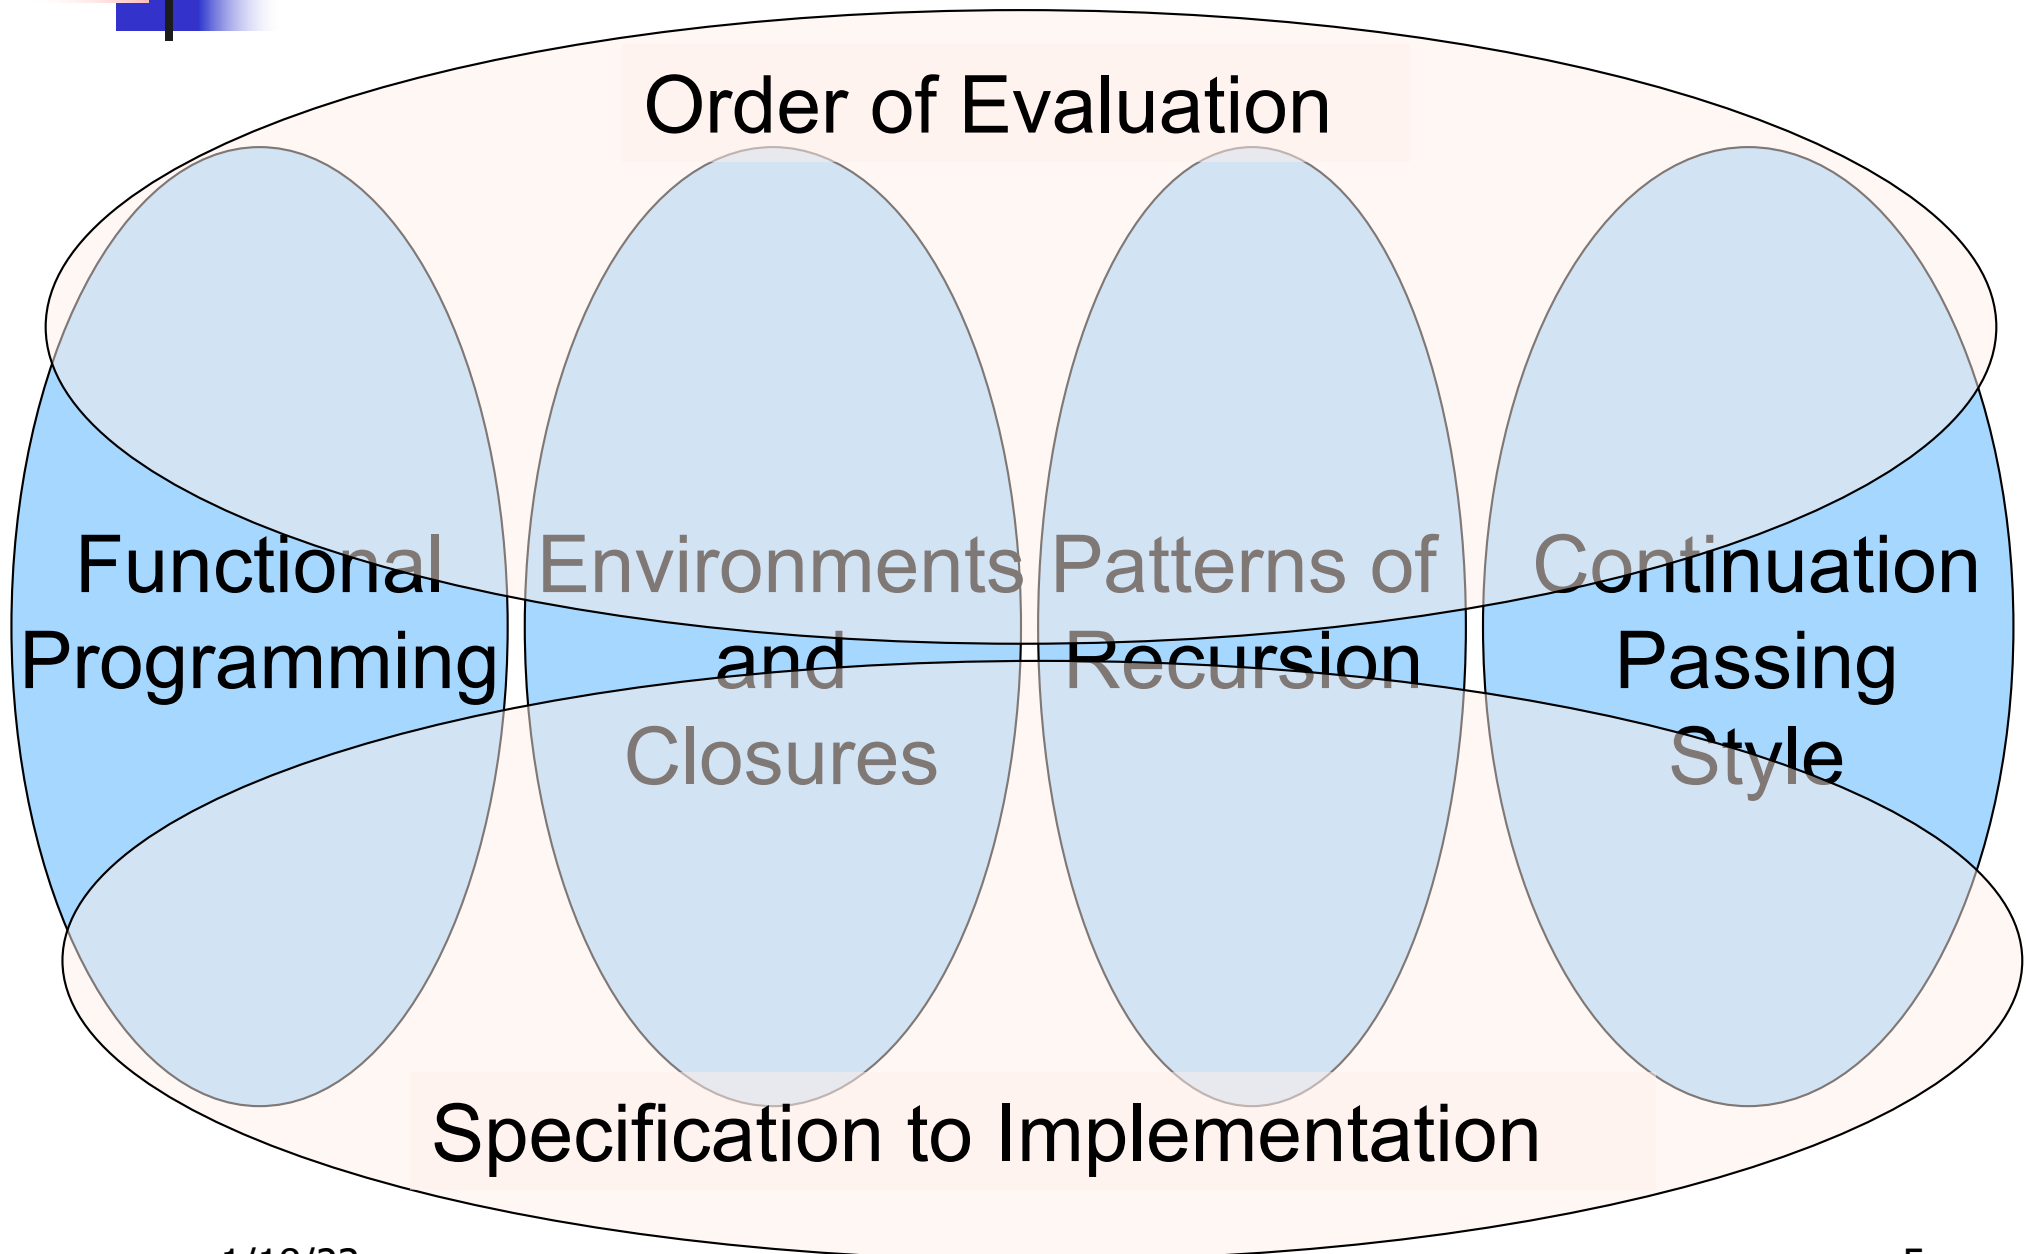 Order of Evaluation
Functional
Programming
Environments
and
Closures
Patterns of
Recursion
Continuation
Passing
Style
Specification to Implementation